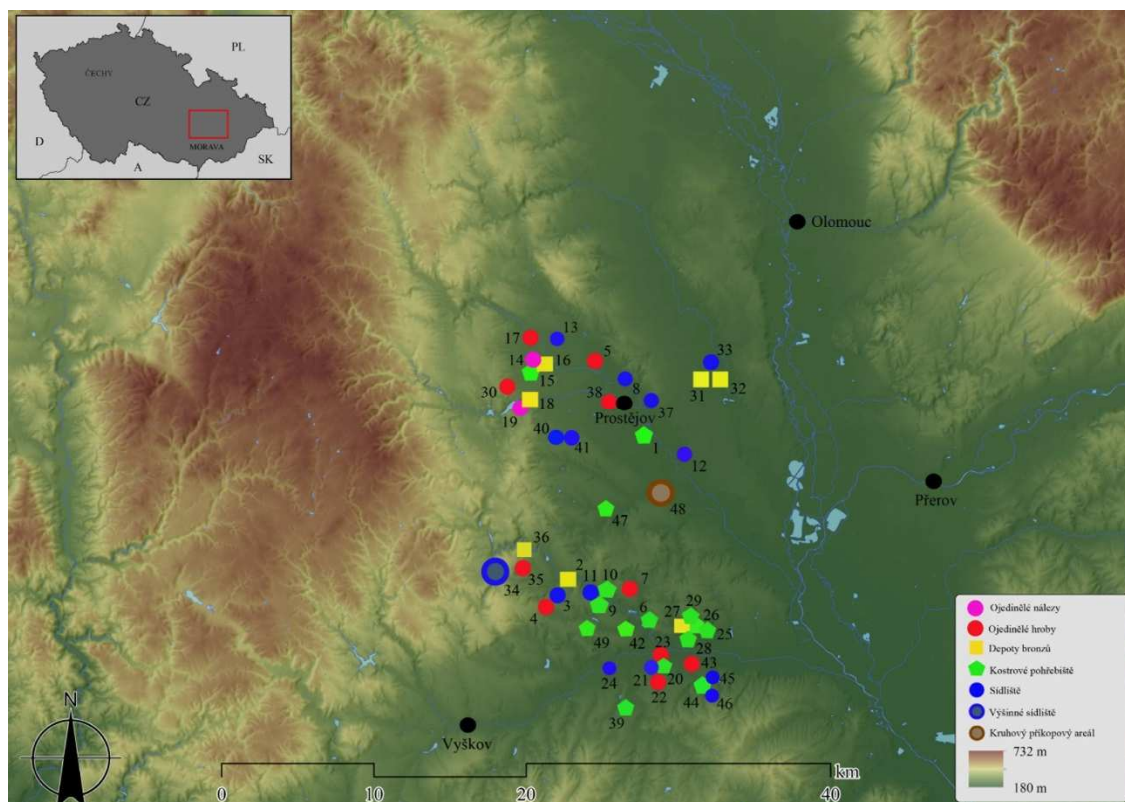 PL
ČECHY
CZ
D
MORAVA
SK
A
Olomouc
17
13
14
16
5
33
15
8
30
31
32
18
38
37
Prostějov
19
40
41
1
12
Přerov
48
47
36
2
11
10
7
35
34
3
29
6
27
26
4
9
25
49
42
28
23
43
24
21
20
45
22
44
46
39
N
Vyškov
km
0
10
20
40
Ojedinělé nálezy
Ojedinělé hroby
Depoty bronzů
Kostrové pohřebiště
Sídliště
Výšinné sídliště
Kruhový příkopový areál
732 m
180 m